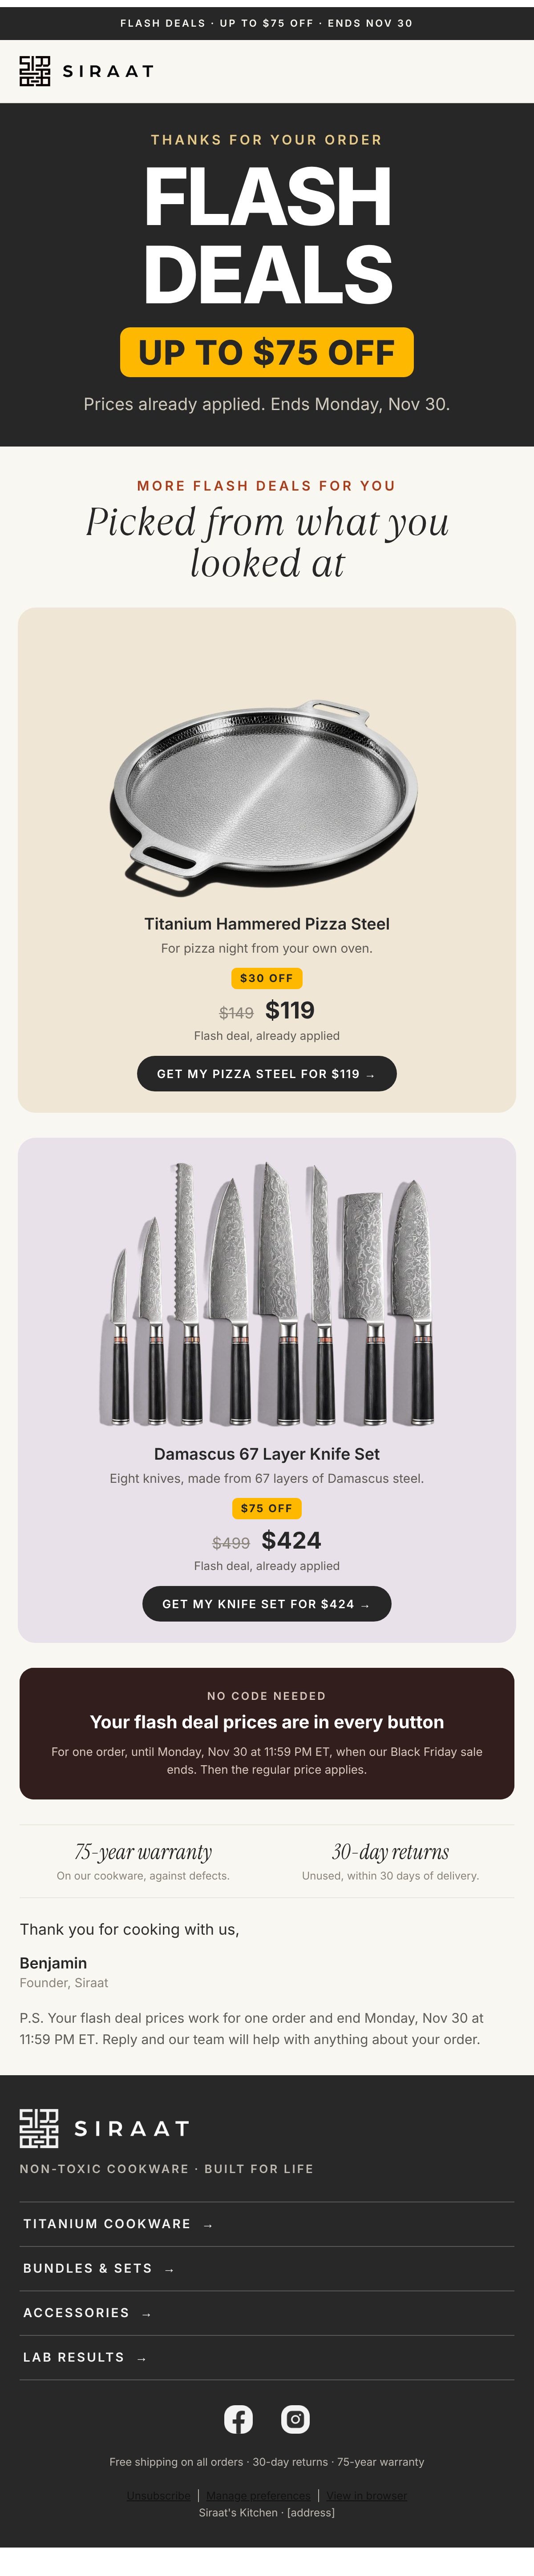 FLASH DEALS · UP TO $75 OFF · ENDS NOV 30
SIRAAT
THANKS FOR YOUR ORDER
FLASH
DEALS
UP TO $75 OFF
Prices already applied. Ends Monday, Nov 30.
MORE FLASH DEALS FOR YOU
Picked from what you
looked at
Titanium Hammered Pizza Steel
For pizza night from your own oven.
$30 OFF
$149 $119
Flash deal, already applied
GET MY PIZZA STEEL FOR $119 →
Damascus 67 Layer Knife Set
Eight knives, made from 67 layers of Damascus steel.
$75 OFF
$499 $424
Flash deal, already applied
GET MY KNIFE SET FOR $424 →
NO CODE NEEDED
Your flash deal prices are in every button
For one order, until Monday, Nov 30 at 11:59 PM ET, when our Black Friday sale
ends. Then the regular price applies.
75-year warranty
On our cookware, against defects.
30-day returns
Unused, within 30 days of delivery.
Thank you for cooking with us,
Benjamin
Founder, Siraat
P.S. Your flash deal prices work for one order and end Monday, Nov 30 at
11:59 PM ET. Reply and our team will help with anything about your order.
SIRAAT
NON-TOXIC COOKWARE · BUILT FOR LIFE
TITANIUM COOKWARE →
BUNDLES & SETS →
ACCESSORIES →
LAB RESULTS →
Free shipping on all orders · 30-day returns · 75-year warranty
Unsubscribe | Manage preferences | View in browser
Siraat's Kitchen · [address]